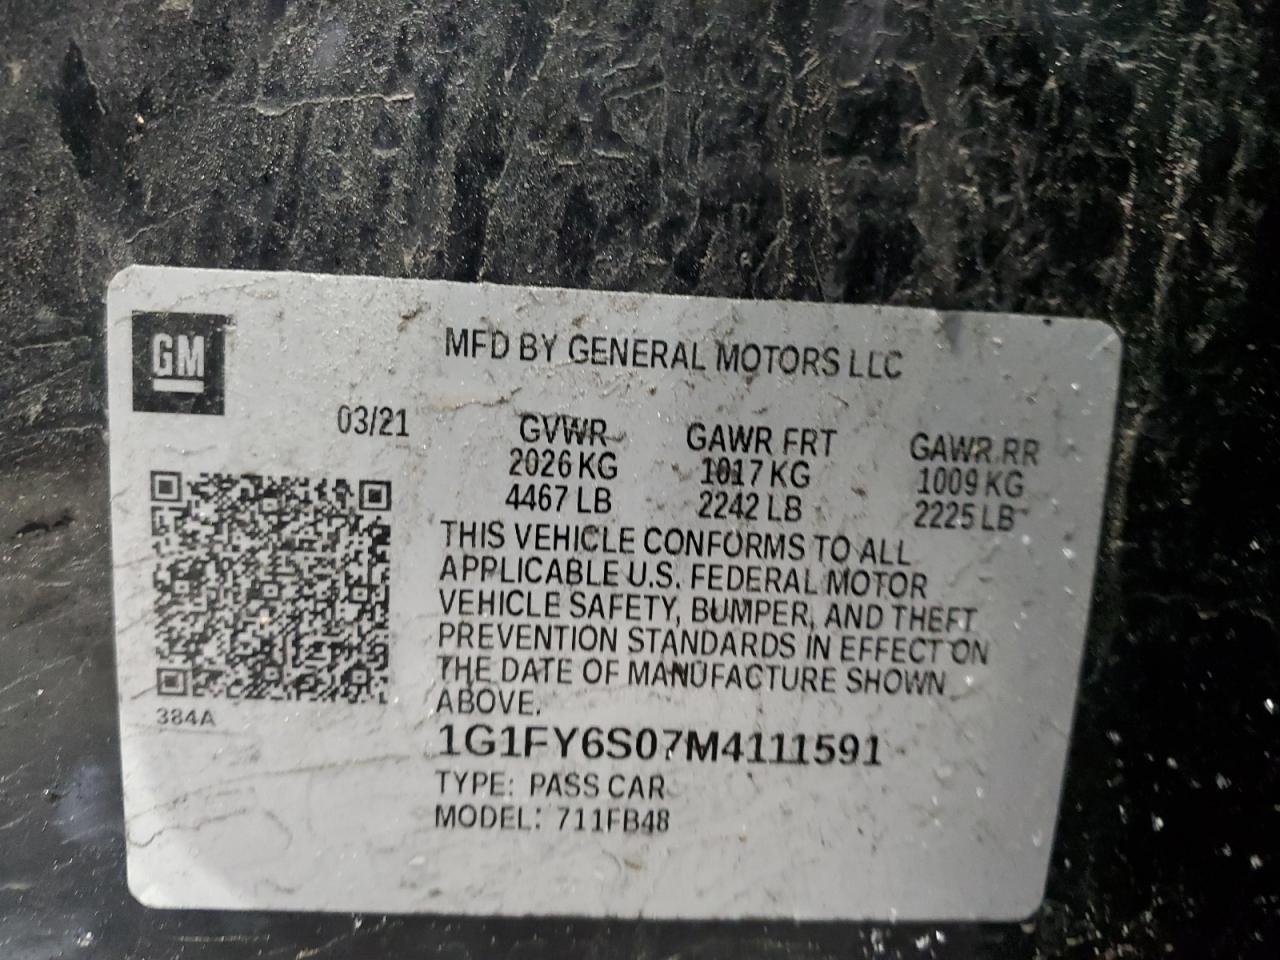 GM
MFD BY GENERAL MOTORS LLC
03/21
GVWR GAWR FRT GAWR RR
2026 KG 1017 KG 1009 KG
4467 LB 2242 LB 2225 LB
THIS VEHICLE CONFORMS TO ALL
APPLICABLE U.S. FEDERAL MOTOR
VEHICLE SAFETY, BUMPER, AND THEFT
PREVENTION STANDARDS IN EFFECT ON
THE DATE OF MANUFACTURE SHOWN
ABOVE.
384A
1G1FY6S07M4111591
TYPE: PASS CAR
MODEL: 711FB48